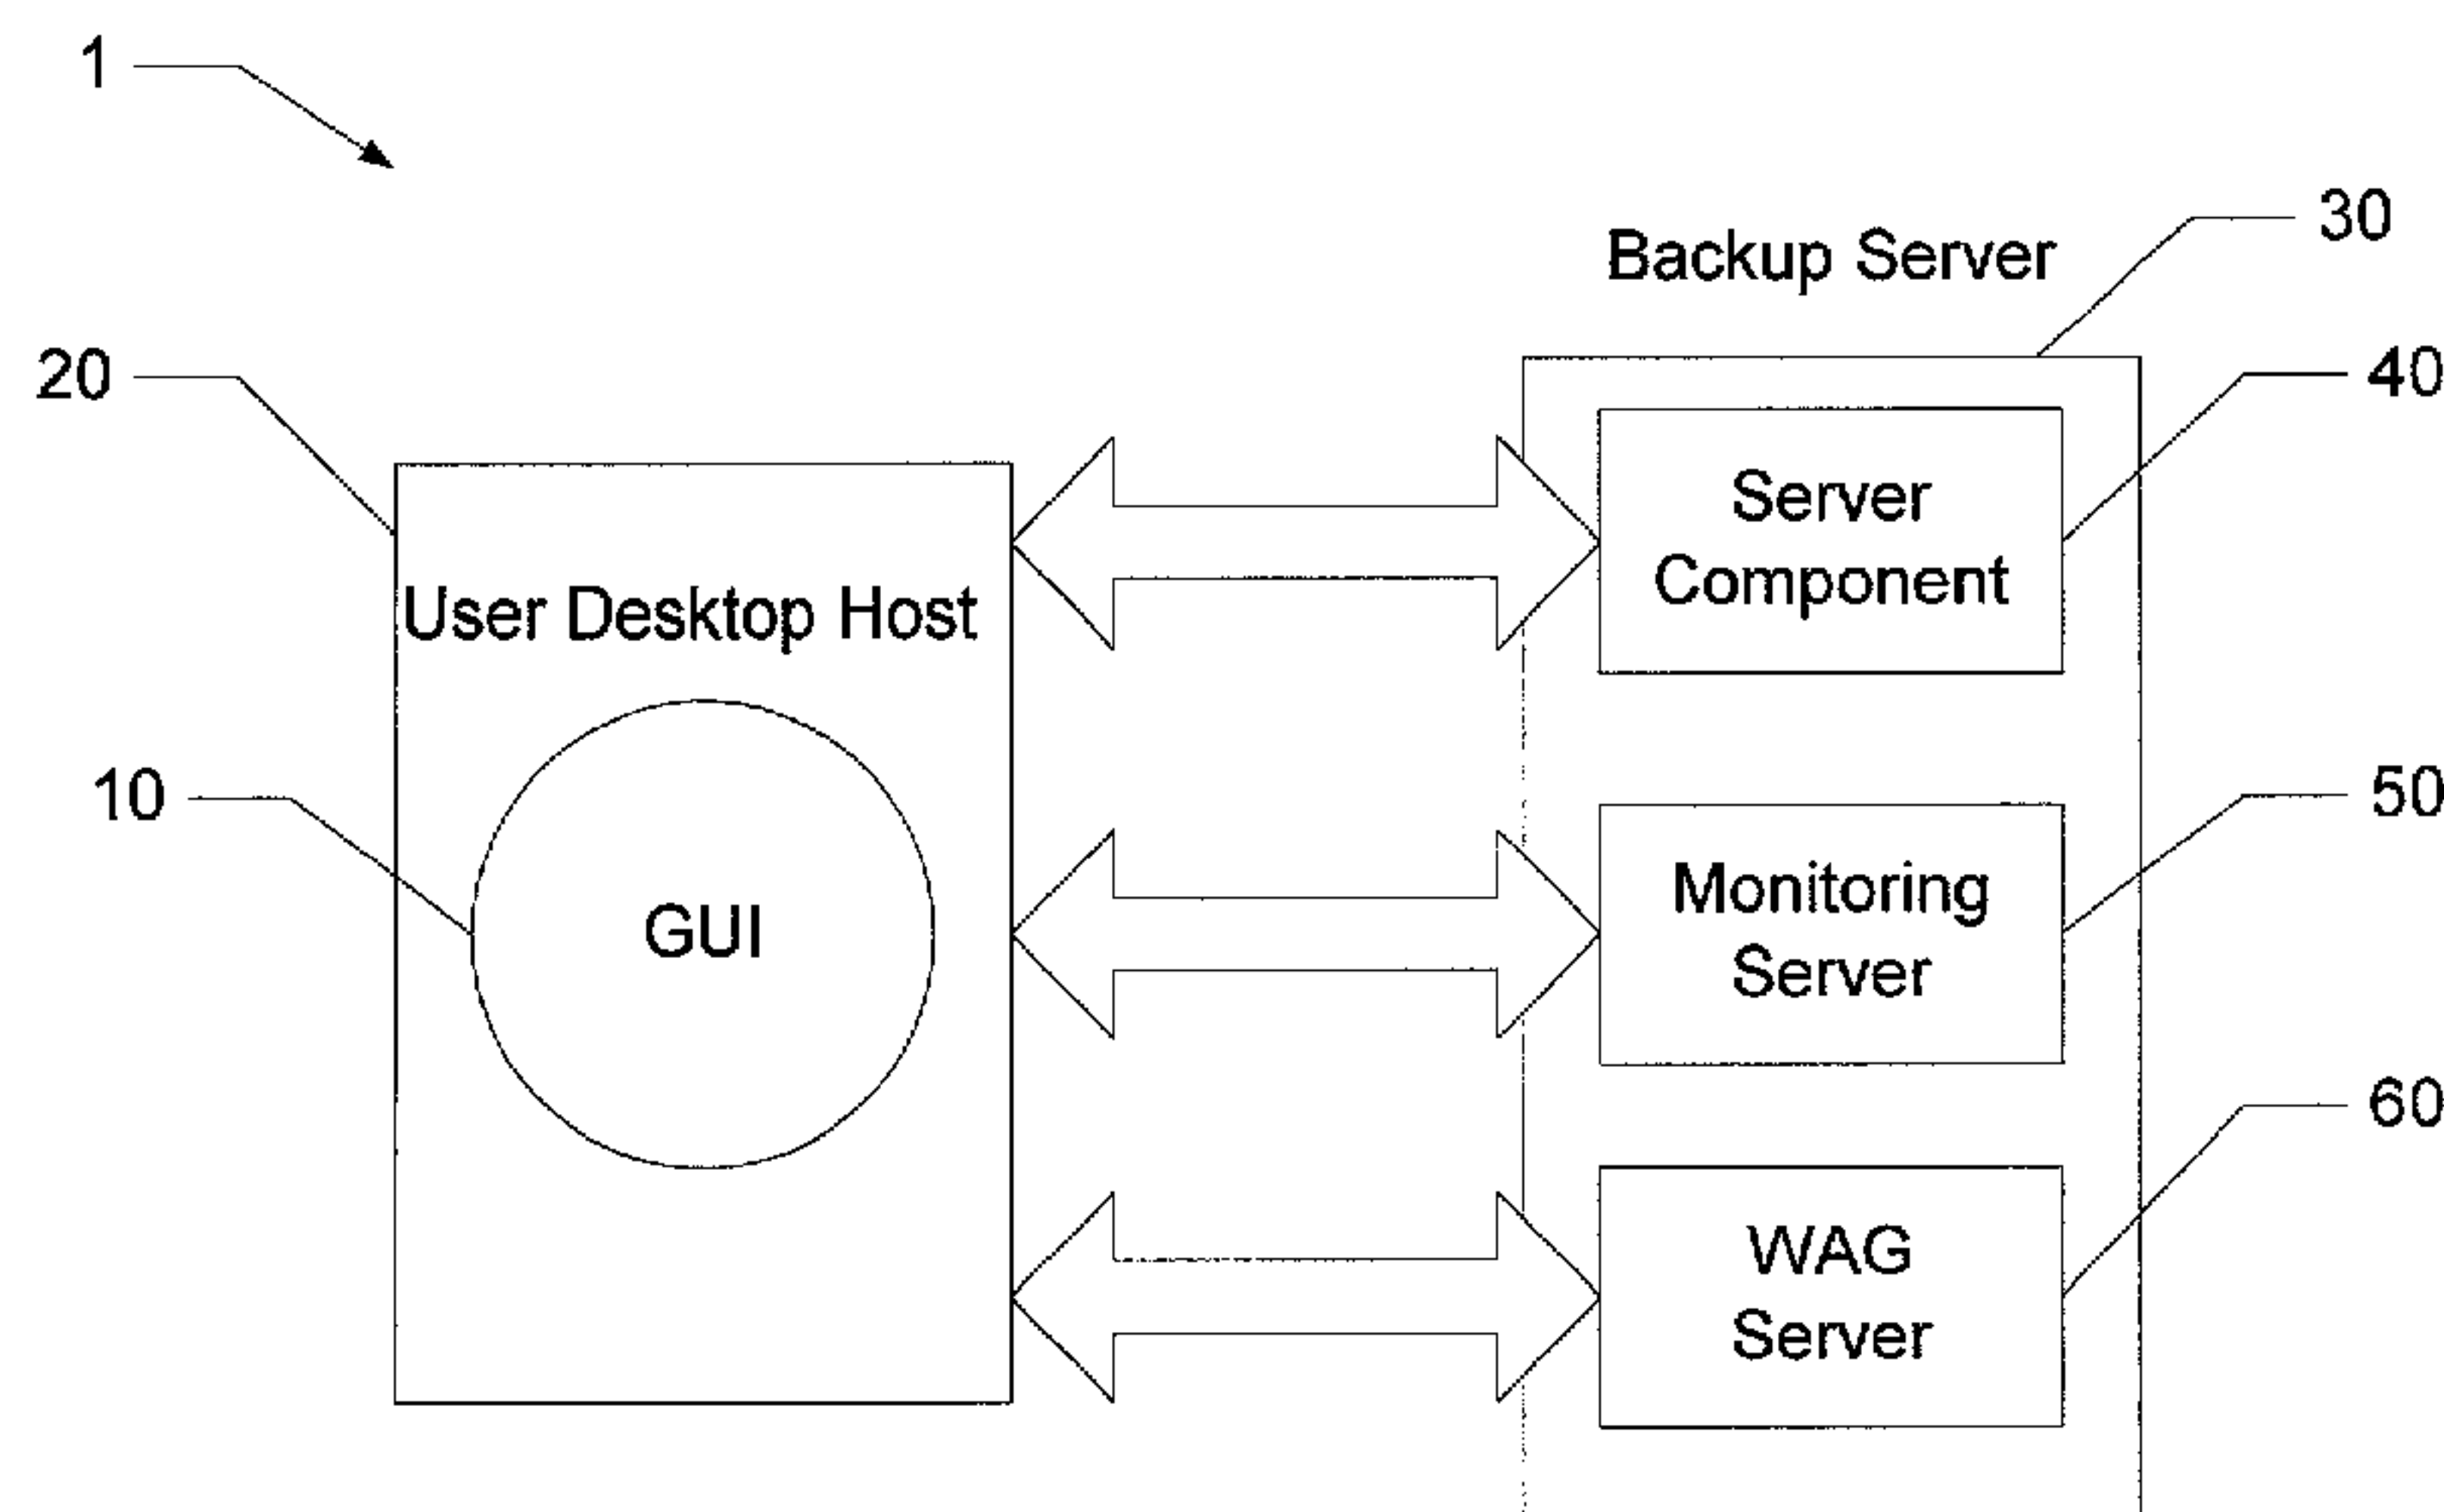 1
30
Backup Server
20
40
Server
Component
User Desktop Host
10
50
GUI
Monitoring
Server
60
WAG
Server